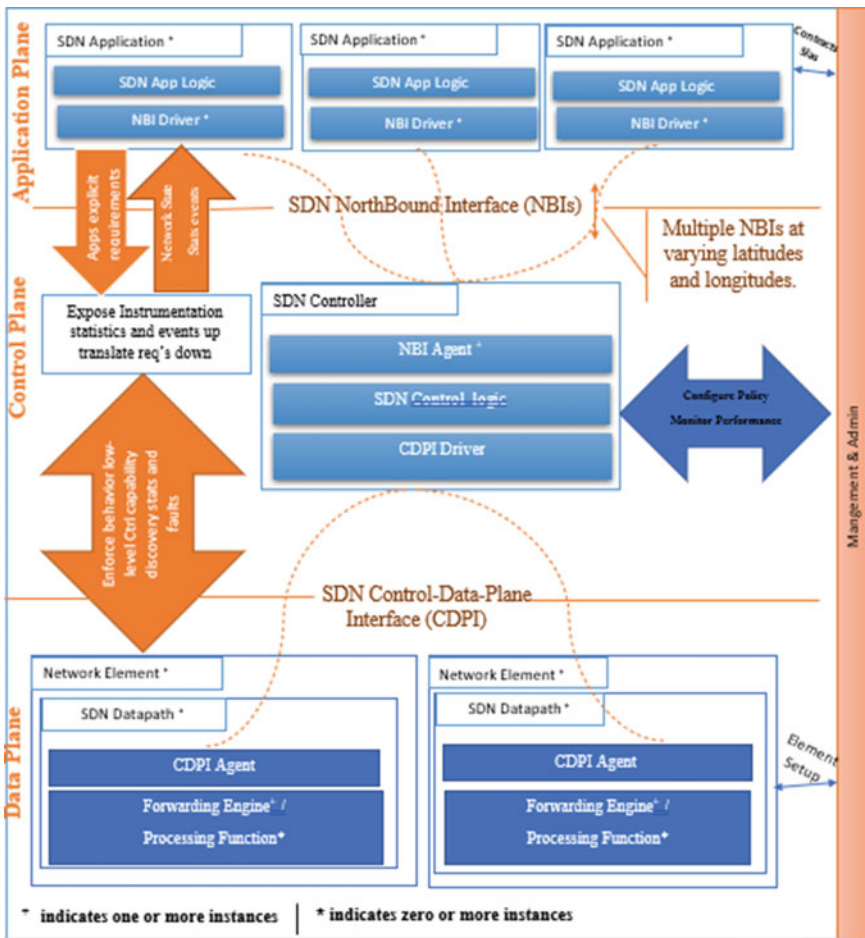 Application Plane
SDN Application *
SDN App Logic
NBI Driver *
SDN Application *
SDN App Logic
NBI Driver *
SDN Application *
SDN App Logic
NBI Driver *
Contracts
Slas
Apps explicit
requirements
Network State
Stats events
SDN NorthBound Interface (NBIs)
Multiple NBIs at
varying latitudes
and longitudes.
Control Plane
Expose Instrumentation
statistics and events up
translate req's down
SDN Controller
NBI Agent +
SDN Control logic
CDPI Driver
Configure Policy
Monitor Performance
Mangement & Admin
Enforce behavior low-
level Ctrl capability
discovery stats and
faults
SDN Control-Data-Plane
Interface (CDPI)
Data Plane
Network Element *
SDN Datapath *
CDPI Agent
Forwarding Engine+ /
Processing Function*
Network Element *
SDN Datapath *
CDPI Agent
Forwarding Engine+ /
Processing Function*
Element
Setup
+ indicates one or more instances | * indicates zero or more instances